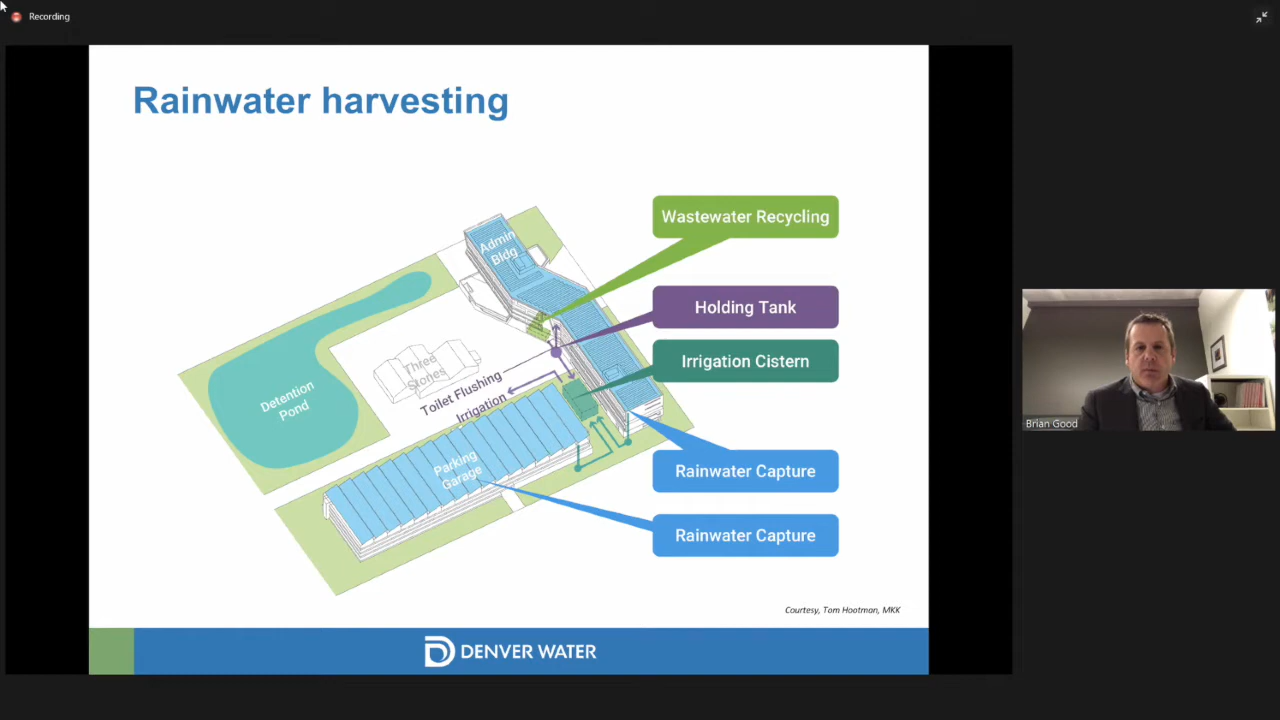 Recording
Rainwater harvesting
Wastewater Recycling
Admin
Bldg
Holding Tank
Irrigation Cistern
Three
Stones
Toilet Flushing
Irrigation
Detention
Pond
Parking
Garage
Rainwater Capture
Rainwater Capture
Courtesy, Tom Hootman, MKK
DENVER WATER
Brian Good